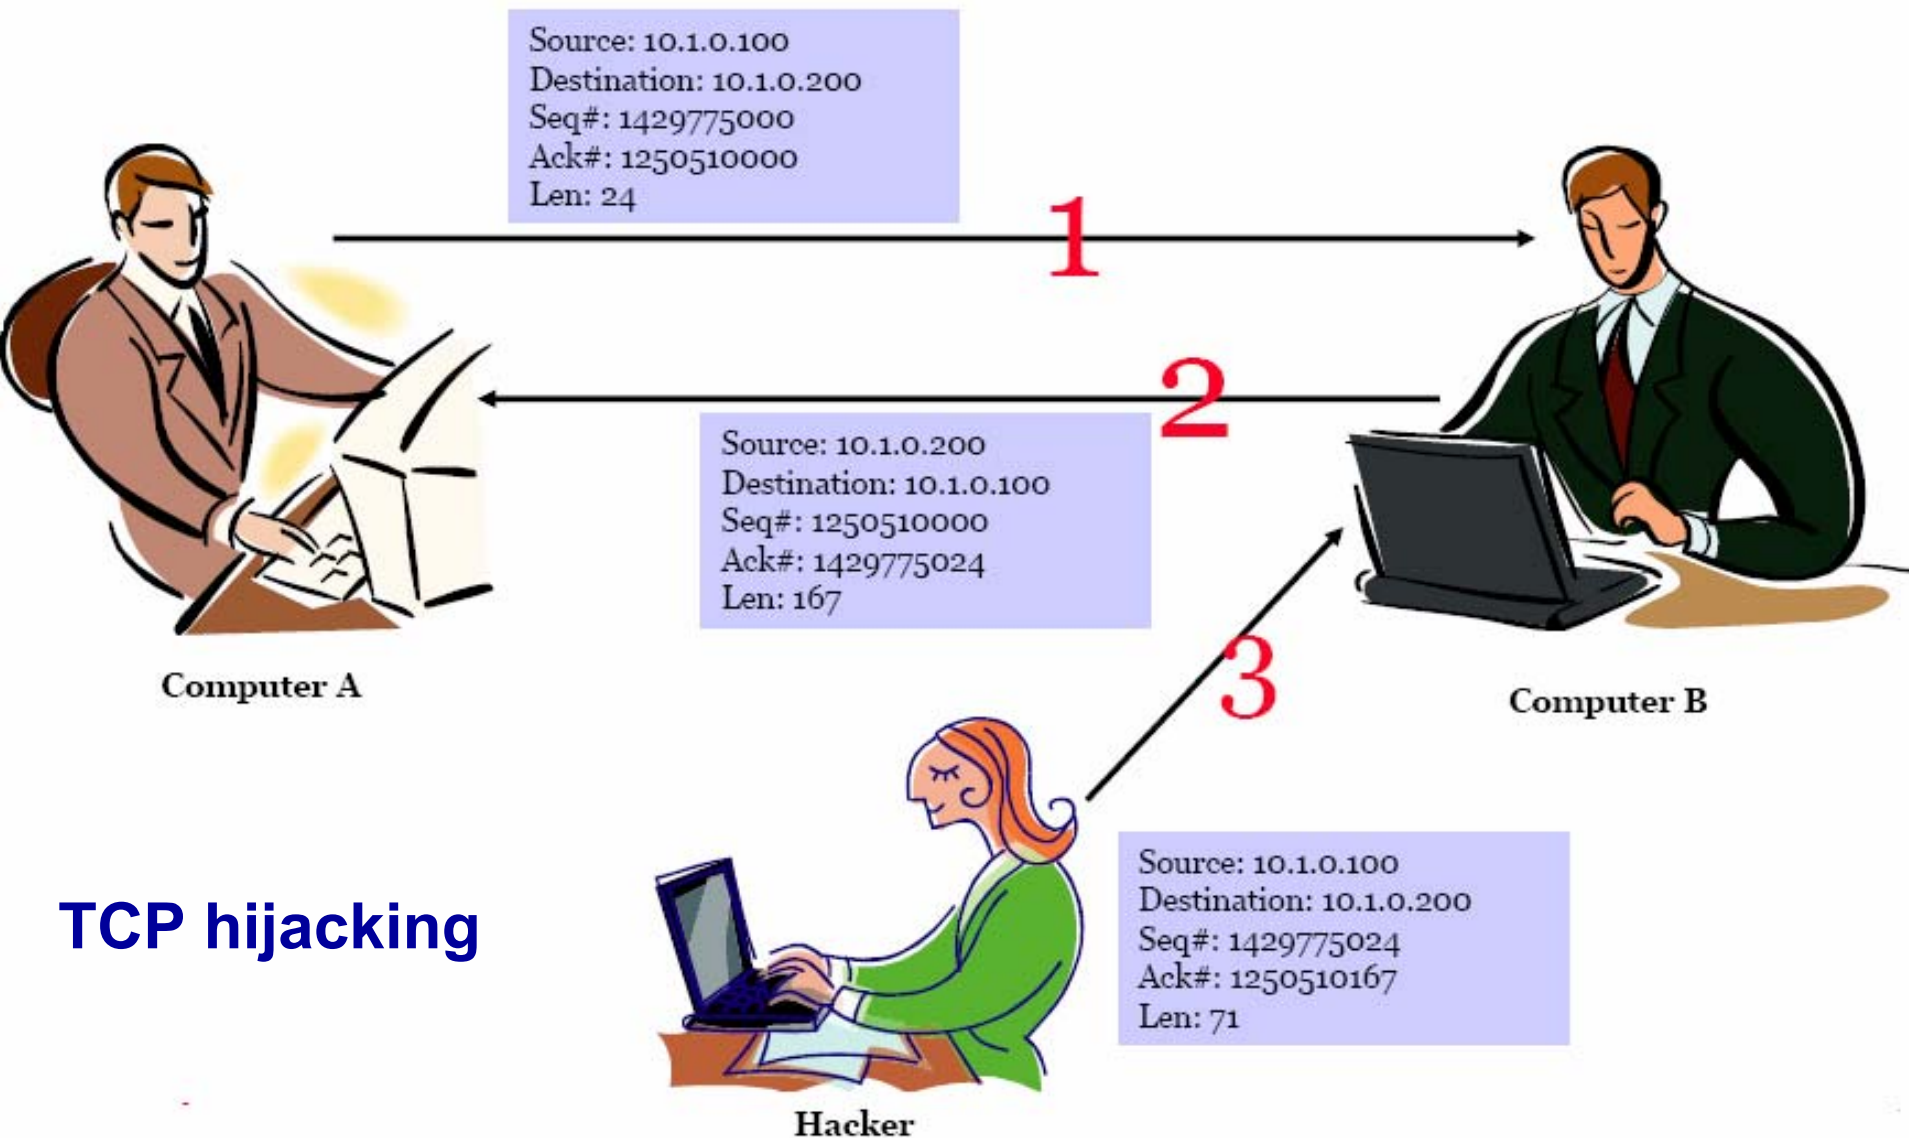 Source: 10.1.0.100
Destination: 10.1.0.200
Seq#: 1429775000
Ack#: 1250510000
Len: 24
1
2
Source: 10.1.0.200
Destination: 10.1.0.100
Seq#: 1250510000
Ack#: 1429775024
Len: 167
3
Computer A
Computer B
Source: 10.1.0.100
Destination: 10.1.0.200
Seq#: 1429775024
Ack#: 1250510167
Len: 71
TCP hijacking
Hacker